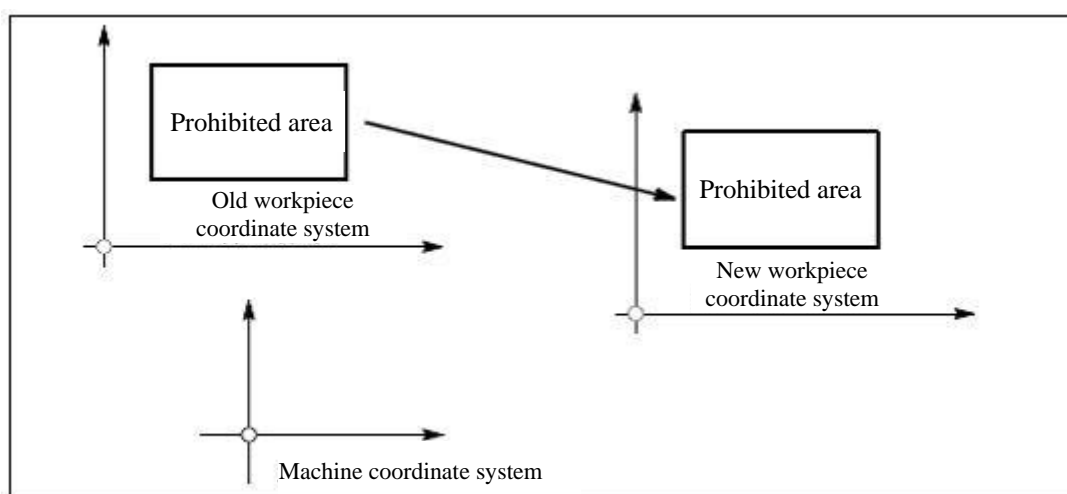 Prohibited area
Old workpiece
coordinate system
Prohibited area
New workpiece
coordinate system
Machine coordinate system